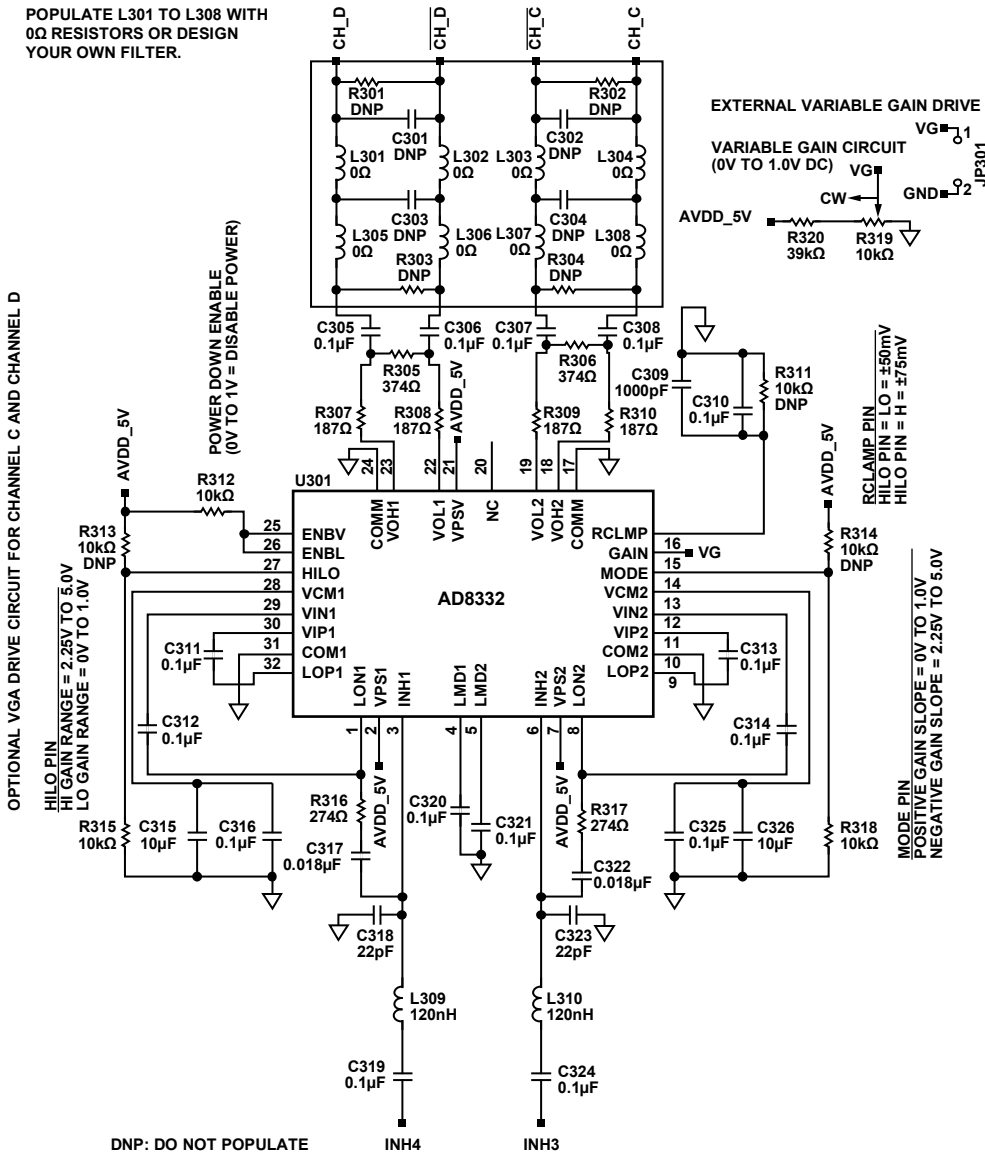 POPULATE L301 TO L308 WITH
0Ω RESISTORS OR DESIGN
YOUR OWN FILTER.
CH_D
CH_D
CH_C
CH_C
R301
DNP
R302
DNP
C301
DNP
C302
DNP
L301
0Ω
L302
0Ω
L303
0Ω
L304
0Ω
C303
DNP
C304
DNP
L305
0Ω
L306
0Ω
L307
0Ω
L308
0Ω
R303
DNP
R304
DNP
EXTERNAL VARIABLE GAIN DRIVE
VG
1
JP301
GND
2
VARIABLE GAIN CIRCUIT
(0V TO 1.0V DC)
VG
CW
AVDD_5V
R320
39kΩ
R319
10kΩ
C305
0.1µF
C306
0.1µF
C307
0.1µF
C308
0.1µF
R305
374Ω
R306
374Ω
AVDD_5V
R307
187Ω
R308
187Ω
R309
187Ω
R310
187Ω
C309
1000pF
C310
0.1µF
R311
10kΩ
DNP
RCLAMP PIN
HILO PIN = LO = ±50mV
HILO PIN = H = ±75mV
POWER DOWN ENABLE
(0V TO 1V = DISABLE POWER)
OPTIONAL VGA DRIVE CIRCUIT FOR CHANNEL C AND CHANNEL D
AVDD_5V
R312
10kΩ
R313
10kΩ
DNP
AVDD_5V
R314
10kΩ
DNP
U301
24
23
22
21
20
19
18
17
COMM
VOH1
VOL1
VPSV
NC
VOL2
VOH2
COMM
25 ENBV
26 ENBL
27 HILO
28 VCM1
29 VIN1
30 VIP1
31 COM1
32 LOP1
AD8332
RCLMP
GAIN 16 VG
MODE 15
VCM2 14
VIN2 13
VIP2 12
COM2 11
LOP2 10
9
LON1
VPS1
INH1
LMD1
LMD2
INH2
VPS2
LON2
1
2
3
4
5
6
7
8
HILO PIN
HI GAIN RANGE = 2.25V TO 5.0V
LO GAIN RANGE = 0V TO 1.0V
C311
0.1µF
C312
0.1µF
C313
0.1µF
C314
0.1µF
AVDD_5V
AVDD_5V
R315
10kΩ
C315
10µF
C316
0.1µF
R316
274Ω
C317
0.018µF
C320
0.1µF
C321
0.1µF
R317
274Ω
C322
0.018µF
C325
0.1µF
C326
10µF
R318
10kΩ
MODE PIN
POSITIVE GAIN SLOPE = 0V TO 1.0V
NEGATIVE GAIN SLOPE = 2.25V TO 5.0V
C318
22pF
C323
22pF
L309
120nH
L310
120nH
C319
0.1µF
C324
0.1µF
DNP: DO NOT POPULATE
INH4
INH3